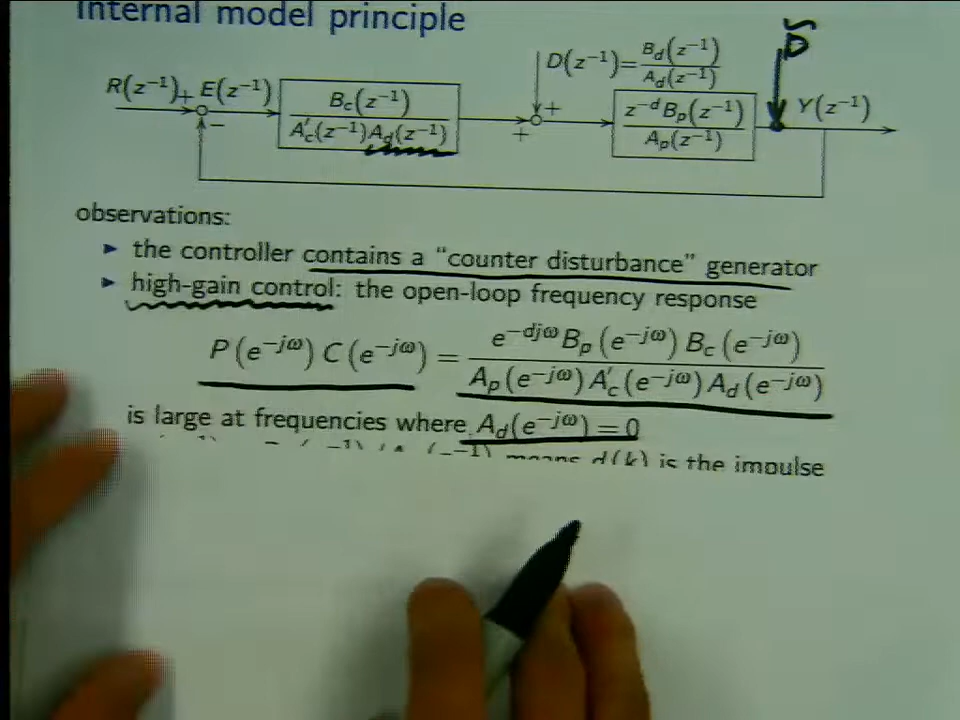 Internal model principle
D̃
D(z⁻¹)= B_d(z⁻¹) / A_d(z⁻¹)
R(z⁻¹) + E(z⁻¹) B_c(z⁻¹) / A'_c(z⁻¹)A_d(z⁻¹) + z⁻ᵈB_p(z⁻¹) / A_p(z⁻¹) Y(z⁻¹)
− +
observations:
► the controller contains a “counter disturbance” generator
► high-gain control: the open-loop frequency response
P(e^{−jω}) C(e^{−jω}) = e^{−djω}B_p(e^{−jω}) B_c(e^{−jω}) / A_p(e^{−jω}) A'_c(e^{−jω}) A_d(e^{−jω})
is large at frequencies where A_d(e^{−jω}) = 0
means d(k) is the impulse